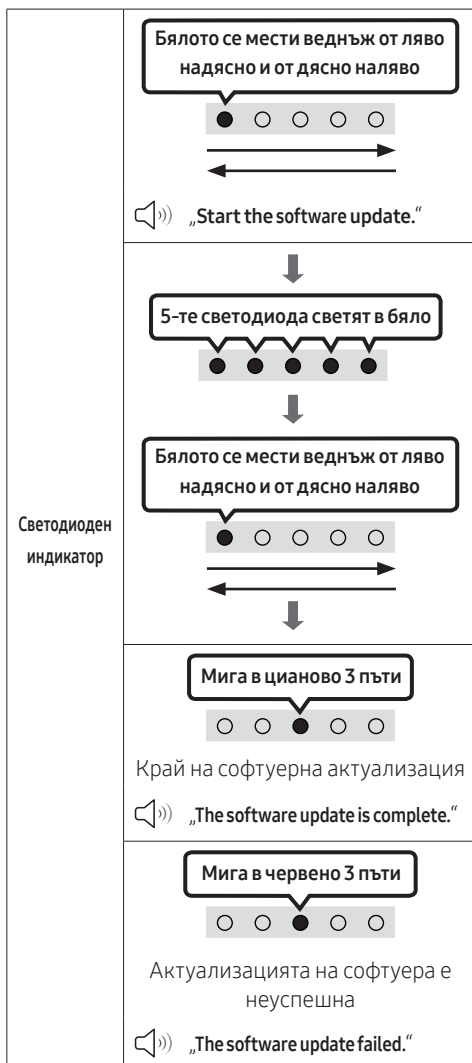 Светодиоден
индикатор
Бялото се мести веднъж от ляво
надясно и от дясно наляво
„Start the software update.“
5-те светодиода светят в бяло
Бялото се мести веднъж от ляво
надясно и от дясно наляво
Мига в цианово 3 пъти
Край на софтуерна актуализация
„The software update is complete.“
Мига в червено 3 пъти
Актуализацията на софтуера е
неуспешна
„The software update failed.“